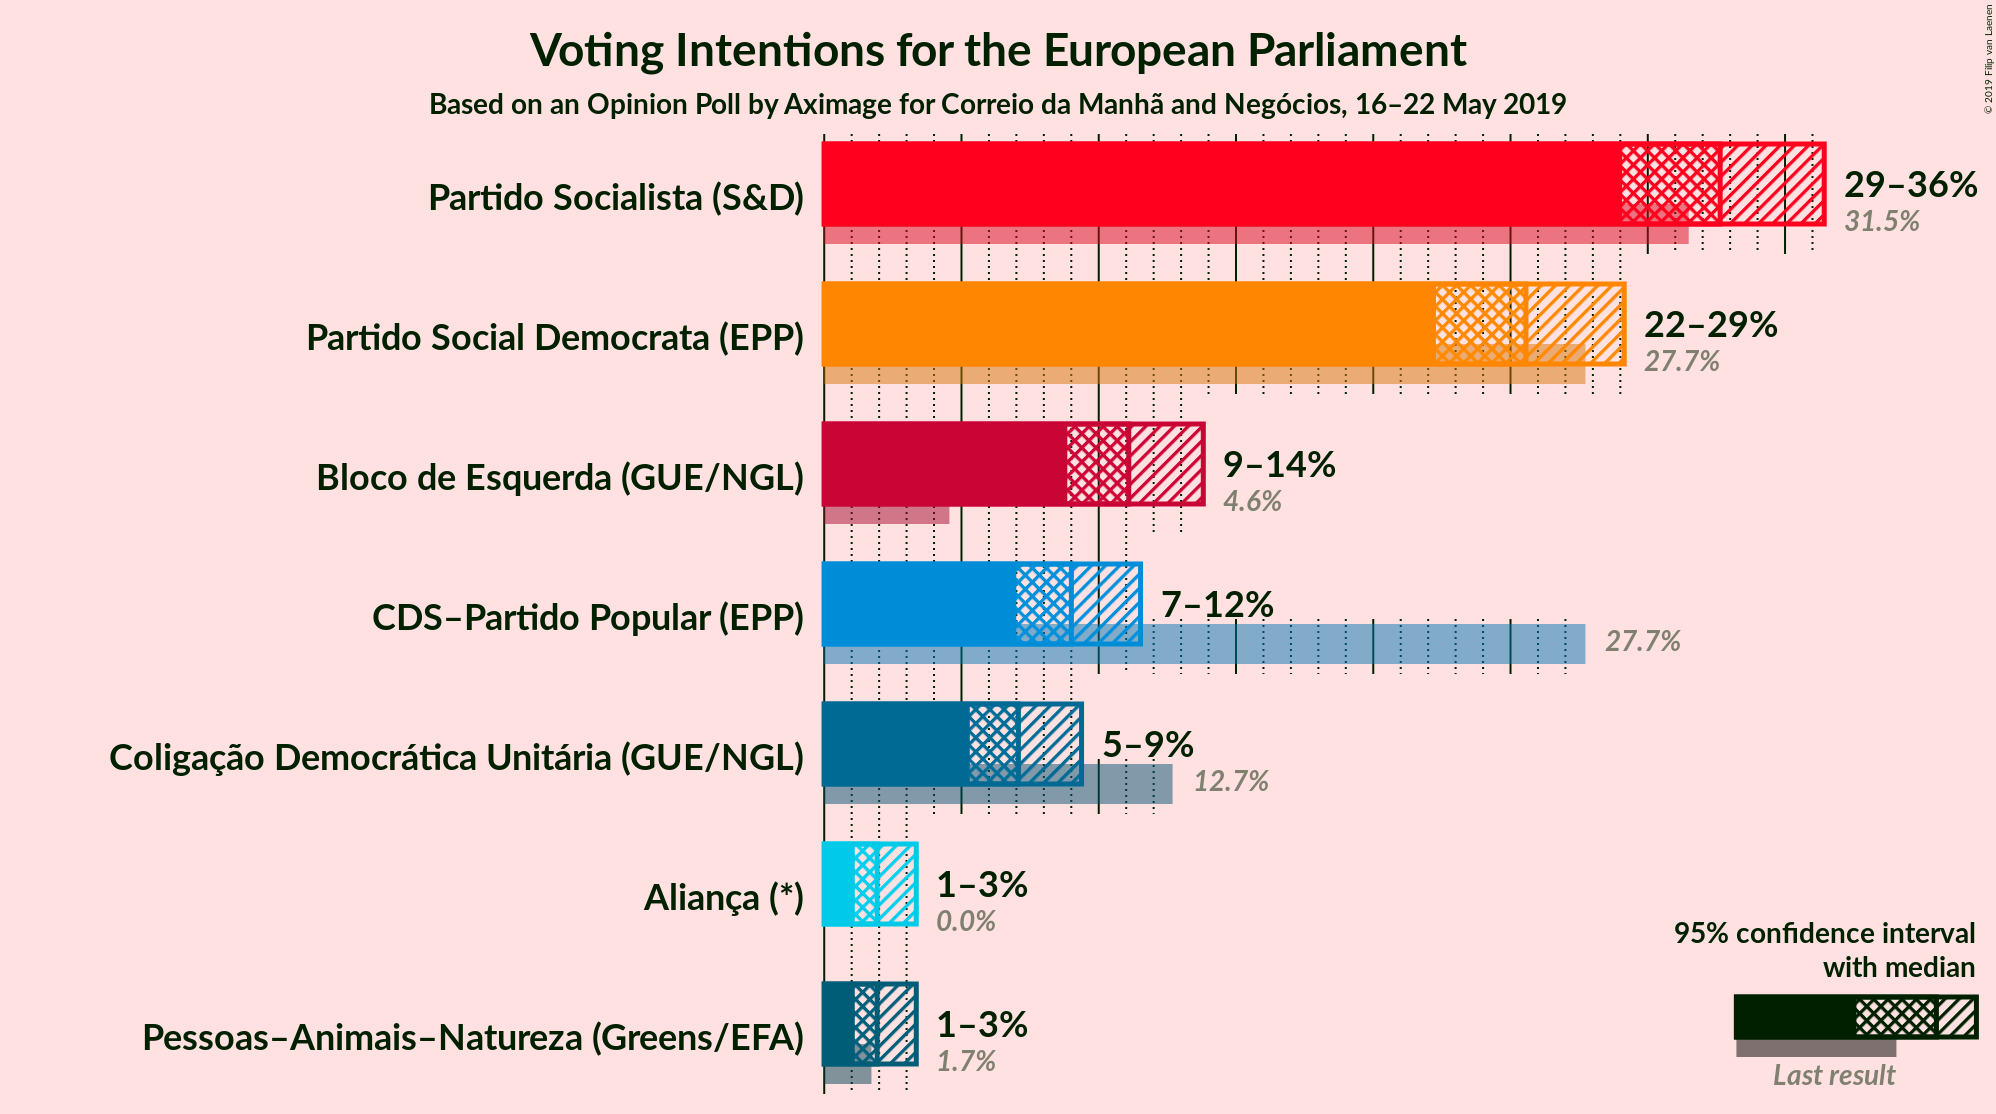 Voting Intentions for the European Parliament
Based on an Opinion Poll by Aximage for Correio da Manhã and Negócios, 16–22 May 2019
© 2019 Filip van Laenen
Partido Socialista (S&D)
29–36%
31.5%
Partido Social Democrata (EPP)
22–29%
27.7%
Bloco de Esquerda (GUE/NGL)
9–14%
4.6%
CDS–Partido Popular (EPP)
7–12%
27.7%
Coligação Democrática Unitária (GUE/NGL)
5–9%
12.7%
Aliança (*)
1–3%
0.0%
Pessoas–Animais–Natureza (Greens/EFA)
1–3%
1.7%
95% confidence interval
with median
Last result